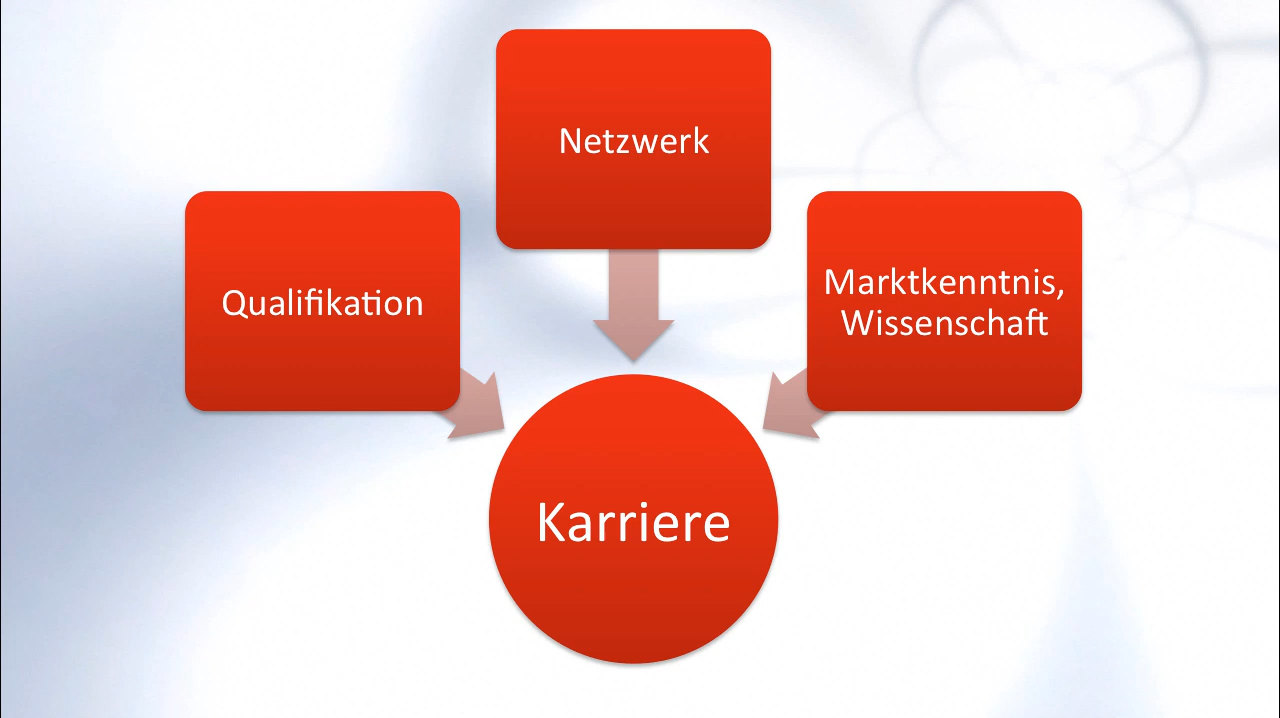 Netzwerk
Qualifikation
Marktkenntnis,
Wissenschaft
Karriere